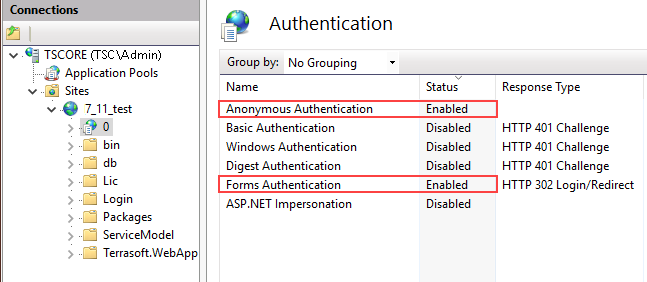 Connections
TSCORE (TSC\Admin)
Application Pools
Sites
7_11_test
0
bin
db
Lic
Login
Packages
ServiceModel
Terrasoft.WebApp
Authentication
Group by: No Grouping
Name Status Response Type
Anonymous Authentication Enabled
Basic Authentication Disabled HTTP 401 Challenge
Windows Authentication Disabled HTTP 401 Challenge
Digest Authentication Disabled HTTP 401 Challenge
Forms Authentication Enabled HTTP 302 Login/Redirect
ASP.NET Impersonation Disabled